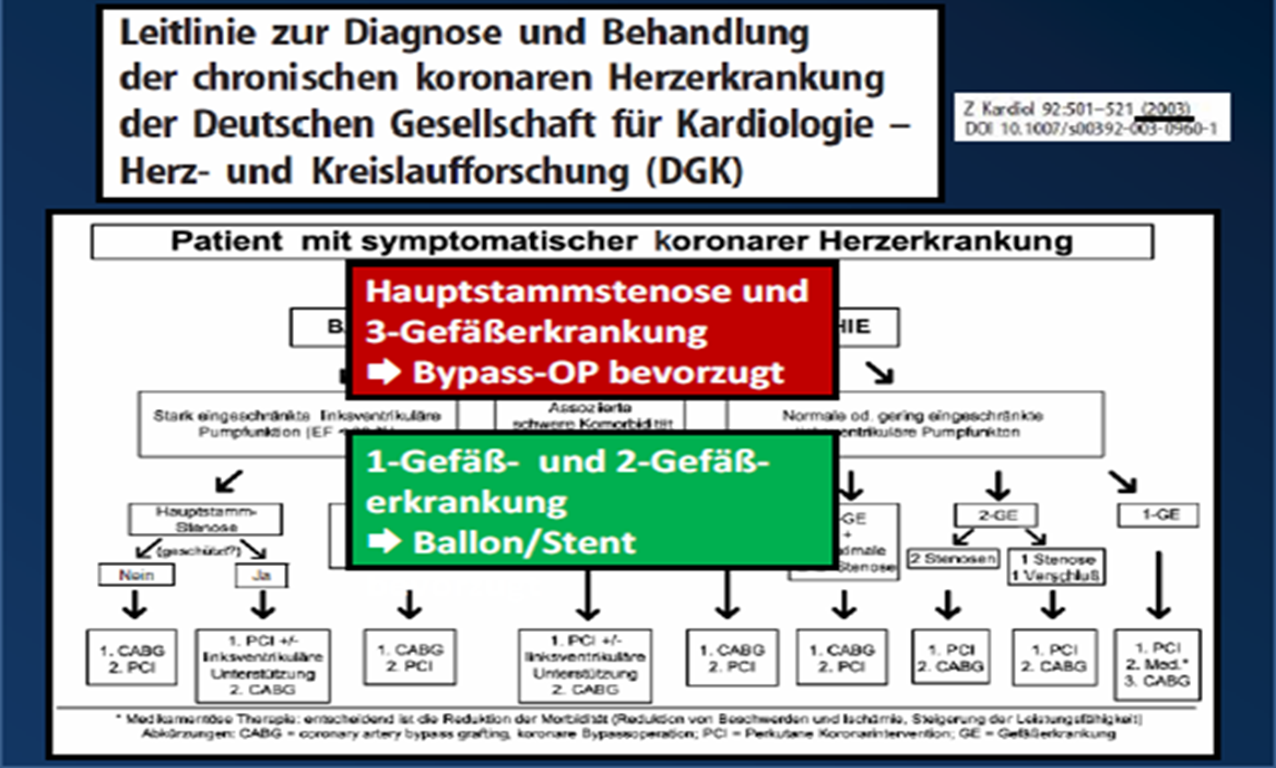 Leitlinie zur Diagnose und Behandlung
der chronischen koronaren Herzerkrankung
der Deutschen Gesellschaft für Kardiologie –
Herz- und Kreislaufforschung (DGK)
Z Kardiol 92:501–521 (2003)
DOI 10.1007/s00392-003-0960-1
Patient mit symptomatischer koronarer Herzerkrankung
Hauptstammstenose und
3-Gefäßerkrankung
➡ Bypass-OP bevorzugt
B
HIE
Stark eingeschränkte linksventrikuläre
Pumpfunktion (EF
Assoziierte
schwere Komorbidität
Normale od. gering eingeschränkte
Pumpfunkton
1-Gefäß- und 2-Gefäß-
erkrankung
➡ Ballon/Stent
Hauptstamm-
Stenose
(geschützt?)
Nein
Ja
-GE
+
Stenose
2-GE
2 Stenosen
1 Stenose
1 Verschluß
1-GE
1. CABG
2. PCI
1. PCI +/-
linksventrikuläre
Unterstützung
2. CABG
1. CABG
2. PCI
1. PCI +/-
linksventrikuläre
Unterstützung
2. CABG
1. CABG
2. PCI
1. CABG
2. PCI
1. PCI
2. CABG
1. PCI
2. CABG
1. PCI
2. Med.*
3. CABG
* Medikamentöse Therapie: entscheidend ist die Reduktion der Morbidität (Reduktion von Beschwerden und Ischämie, Steigerung der Leistungsfähigkeit)
Abkürzungen: CABG = coronary artery bypass grafting, koronare Bypassoperation; PCI = Perkutane Koronarintervention; GE = Gefäßerkrankung